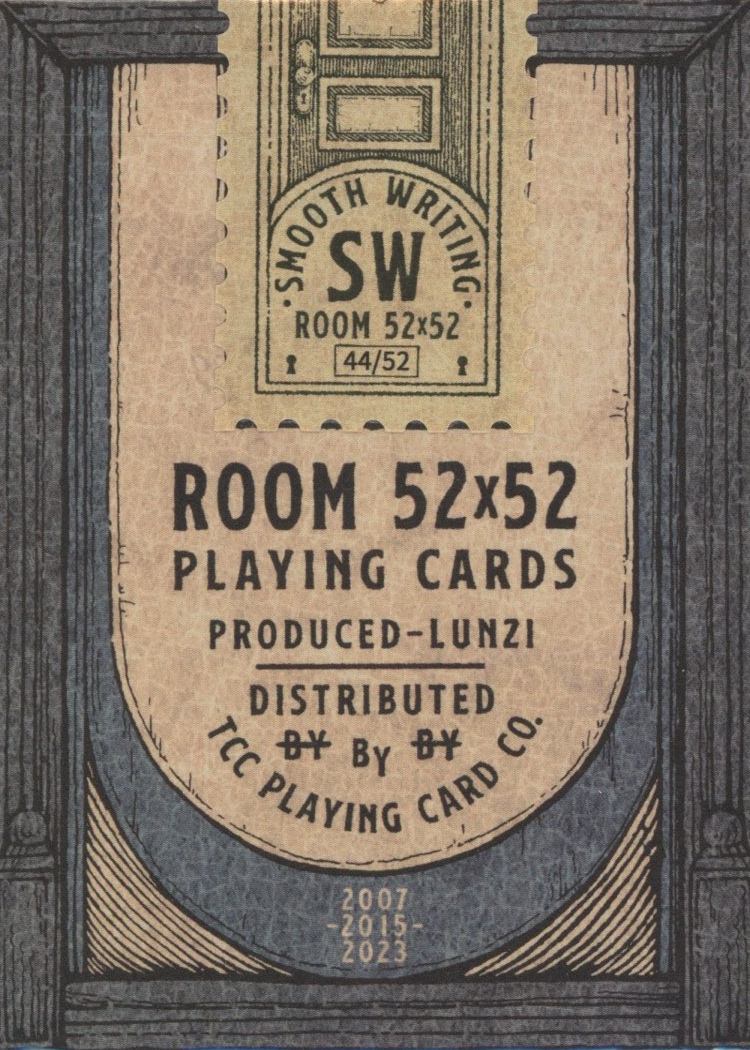 ·SMOOTH WRITING·
SW
ROOM 52x52
44/52
ROOM 52x52
PLAYING CARDS
PRODUCED-LUNZI
DISTRIBUTED
BY By BY
TCC PLAYING CARD CO.
2007
-2015-
2023